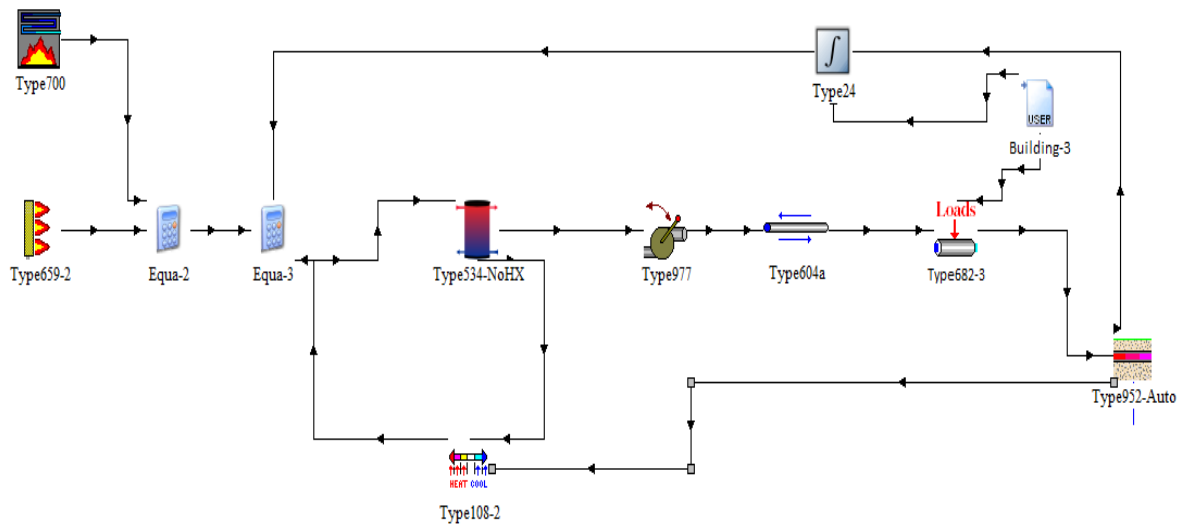 Type700
Type24
USER
Building-3
Loads
Type659-2
Equa-2
Equa-3
Type534-NoHX
Type977
Type604a
Type682-3
Type952-Auto
HEAT COOL
Type108-2